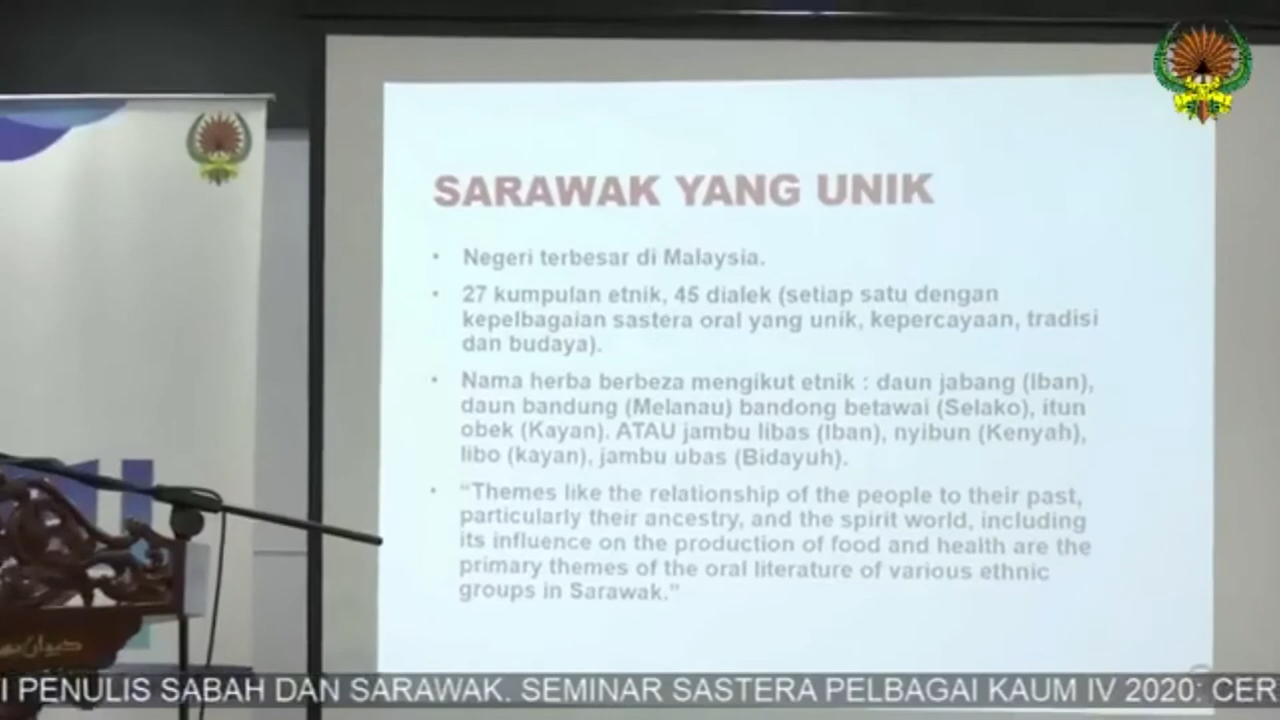 SARAWAK YANG UNIK
• Negeri terbesar di Malaysia.
• 27 kumpulan etnik, 45 dialek (setiap satu dengan
kepelbagaian sastera oral yang unik, kepercayaan, tradisi
dan budaya).
• Nama herba berbeza mengikut etnik : daun jabang (Iban),
daun bandung (Melanau) bandong betawai (Selako), itun
obek (Kayan). ATAU jambu libas (Iban), nyibun (Kenyah),
libo (kayan), jambu ubas (Bidayuh).
• “Themes like the relationship of the people to their past,
particularly their ancestry, and the spirit world, including
its influence on the production of food and health are the
primary themes of the oral literature of various ethnic
groups in Sarawak.”
I PENULIS SABAH DAN SARAWAK. SEMINAR SASTERA PELBAGAI KAUM IV 2020: CER